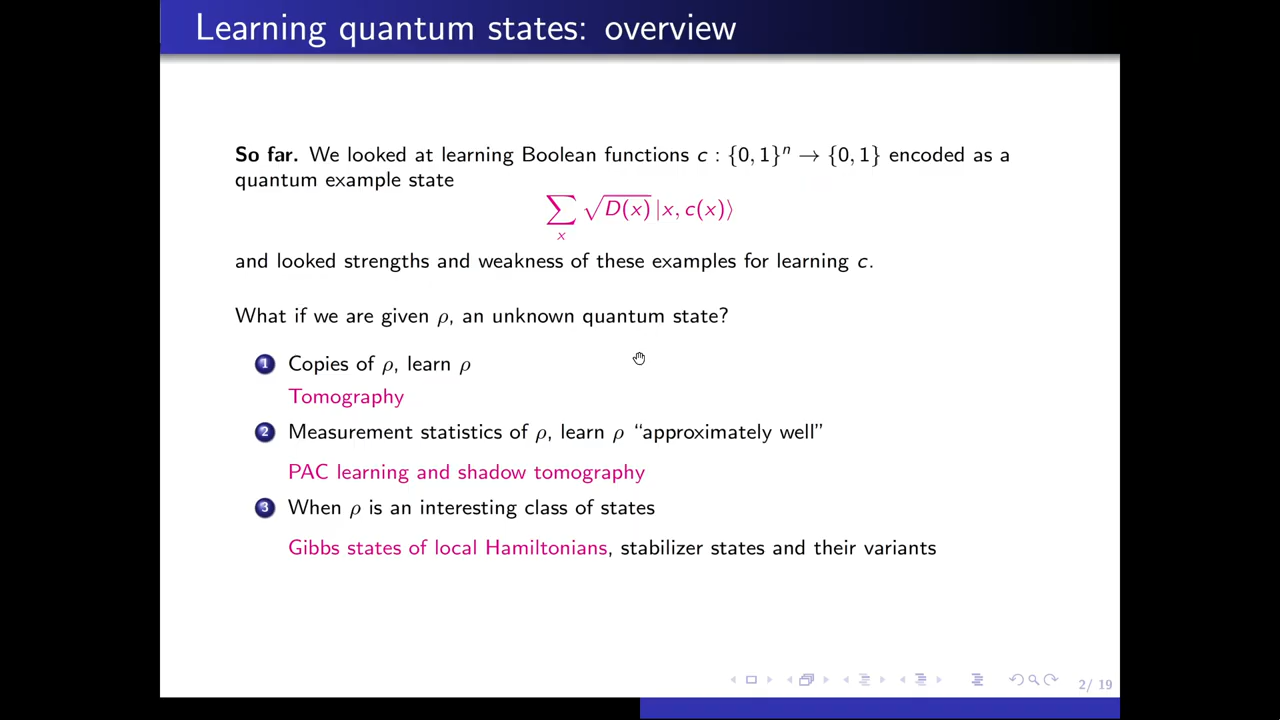 Learning quantum states: overview
So far. We looked at learning Boolean functions c : {0, 1}ⁿ → {0, 1} encoded as a
quantum example state
∑ₓ √D(x) |x, c(x)⟩
and looked strengths and weakness of these examples for learning c.
What if we are given ρ, an unknown quantum state?
1 Copies of ρ, learn ρ
Tomography
2 Measurement statistics of ρ, learn ρ “approximately well”
PAC learning and shadow tomography
3 When ρ is an interesting class of states
Gibbs states of local Hamiltonians, stabilizer states and their variants
2/ 19